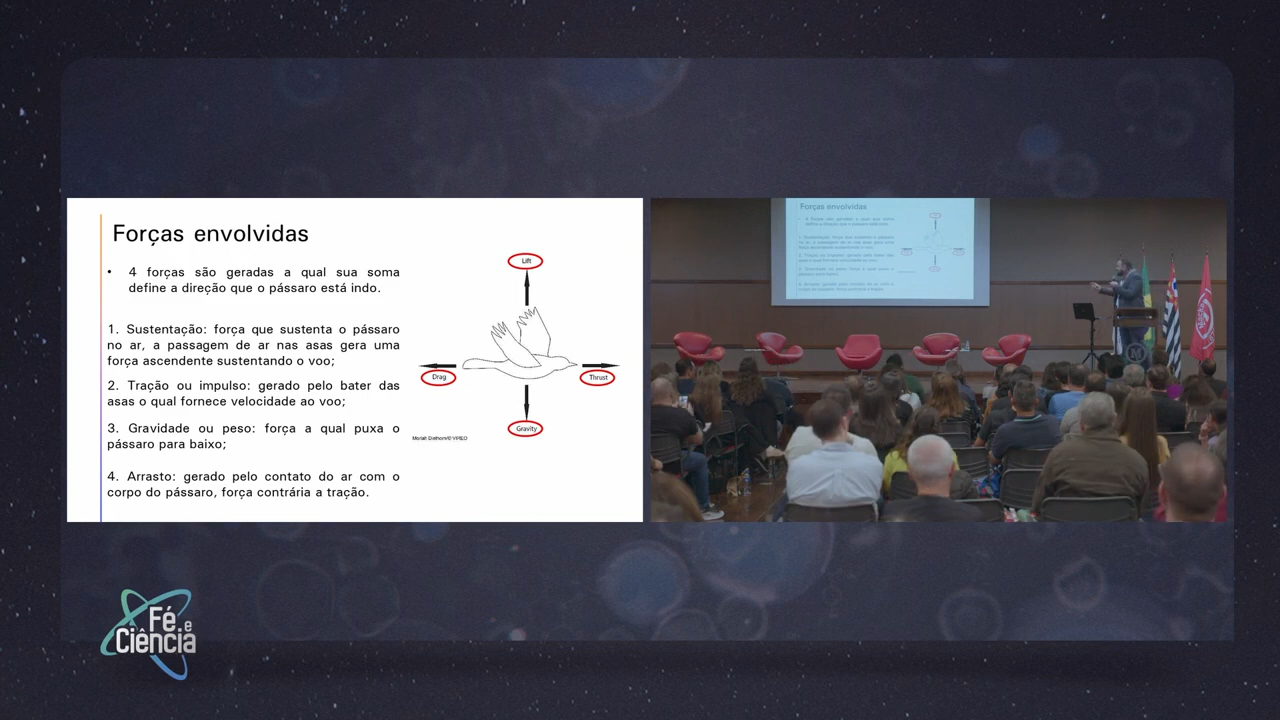 Forças envolvidas
• 4 forças são geradas a qual sua soma
define a direção que o pássaro está indo.
1. Sustentação: força que sustenta o pássaro
no ar, a passagem de ar nas asas gera uma
força ascendente sustentando o voo;
2. Tração ou impulso: gerado pelo bater das
asas o qual fornece velocidade ao voo;
3. Gravidade ou peso: força a qual puxa o
pássaro para baixo;
4. Arrasto: gerado pelo contato do ar com o
corpo do pássaro, força contrária a tração.
Lift
Drag
Thrust
Gravity
Forças envolvidas
M
Fé e
Ciência